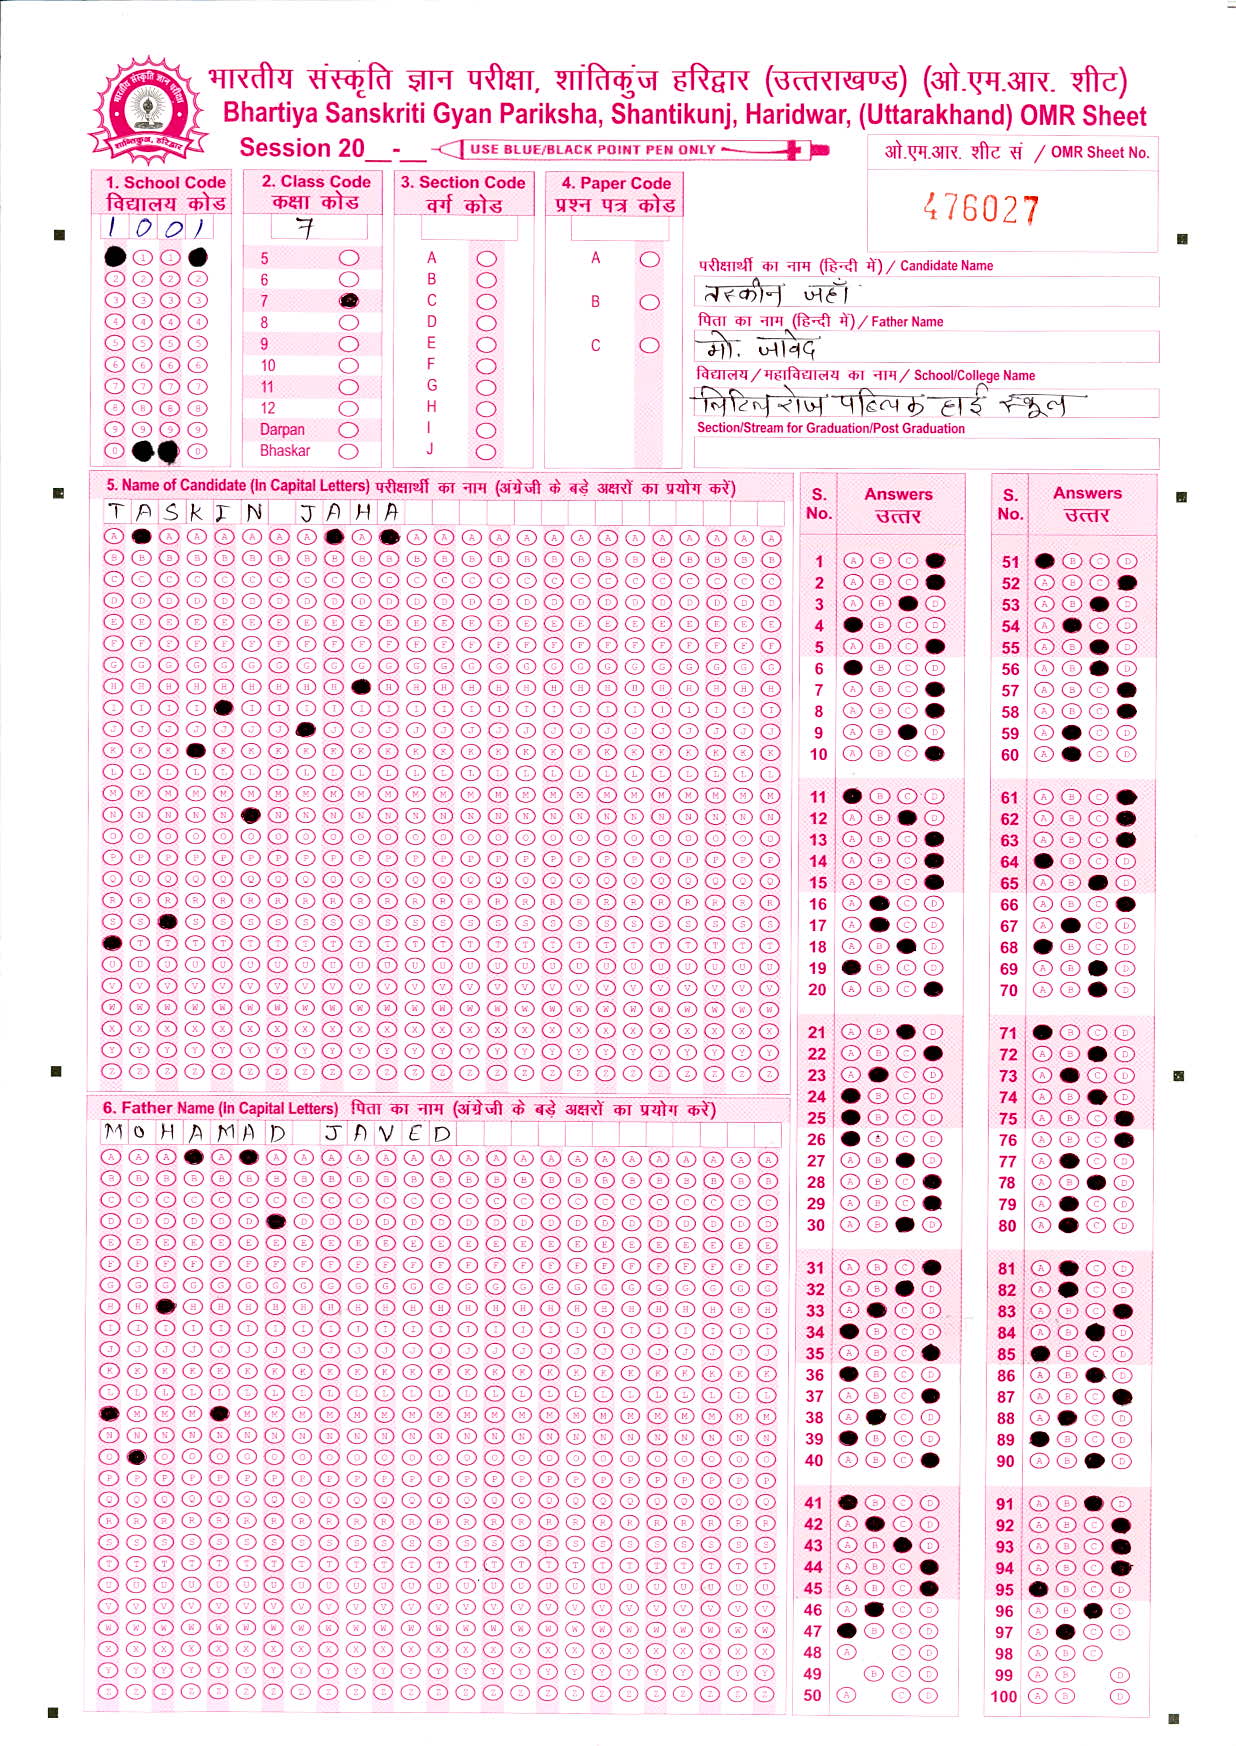 भारतीय संस्कृति ज्ञान परीक्षा, शांतिकुंज हरिद्वार (उत्तराखण्ड) (ओ.एम.आर. शीट)
Bhartiya Sanskriti Gyan Pariksha, Shantikunj, Haridwar, (Uttarakhand) OMR Sheet
Session 20__-__ USE BLUE/BLACK POINT PEN ONLY
ओ.एम.आर. शीट सं / OMR Sheet No.
476027
1. School Code
विद्यालय कोड
1001
2. Class Code
कक्षा कोड
7
5
6
7
8
9
10
11
12
Darpan
Bhaskar
3. Section Code
वर्ग कोड
A
B
C
D
E
F
G
H
I
J
4. Paper Code
प्रश्न पत्र कोड
A
B
C
परीक्षार्थी का नाम (हिन्दी में) / Candidate Name
तस्कीन जहाँ
पिता का नाम (हिन्दी में) / Father Name
मो. जावेद
विद्यालय / महाविद्यालय का नाम / School/College Name
लिटिल रोज पब्लिक हाई स्कूल
Section/Stream for Graduation/Post Graduation
5. Name of Candidate (In Capital Letters) परीक्षार्थी का नाम (अंग्रेजी के बड़े अक्षरों का प्रयोग करें)
TASKIN JAHA
6. Father Name (In Capital Letters) पिता का नाम (अंग्रेजी के बड़े अक्षरों का प्रयोग करें)
MOHAMAD JAVED
S. No. Answers उत्तर
1
2
3
4
5
6
7
8
9
10
11
12
13
14
15
16
17
18
19
20
21
22
23
24
25
26
27
28
29
30
31
32
33
34
35
36
37
38
39
40
41
42
43
44
45
46
47
48
49
50
S. No. Answers उत्तर
51
52
53
54
55
56
57
58
59
60
61
62
63
64
65
66
67
68
69
70
71
72
73
74
75
76
77
78
79
80
81
82
83
84
85
86
87
88
89
90
91
92
93
94
95
96
97
98
99
100